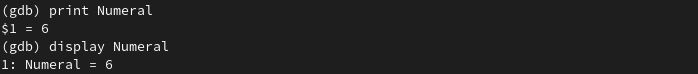 (gdb) print Numeral
$1 = 6
(gdb) display Numeral
1: Numeral = 6